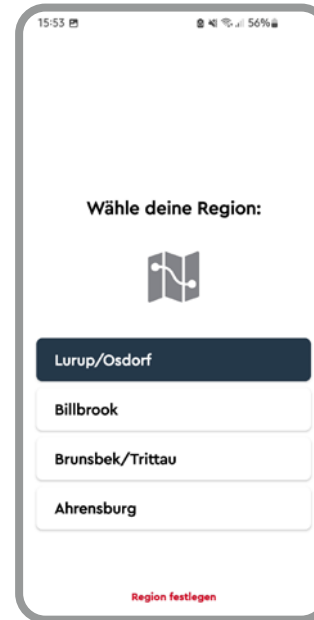 15:53
56%
Wähle deine Region:
Lurup/Osdorf
Billbrook
Brunsbek/Trittau
Ahrensburg
Region festlegen